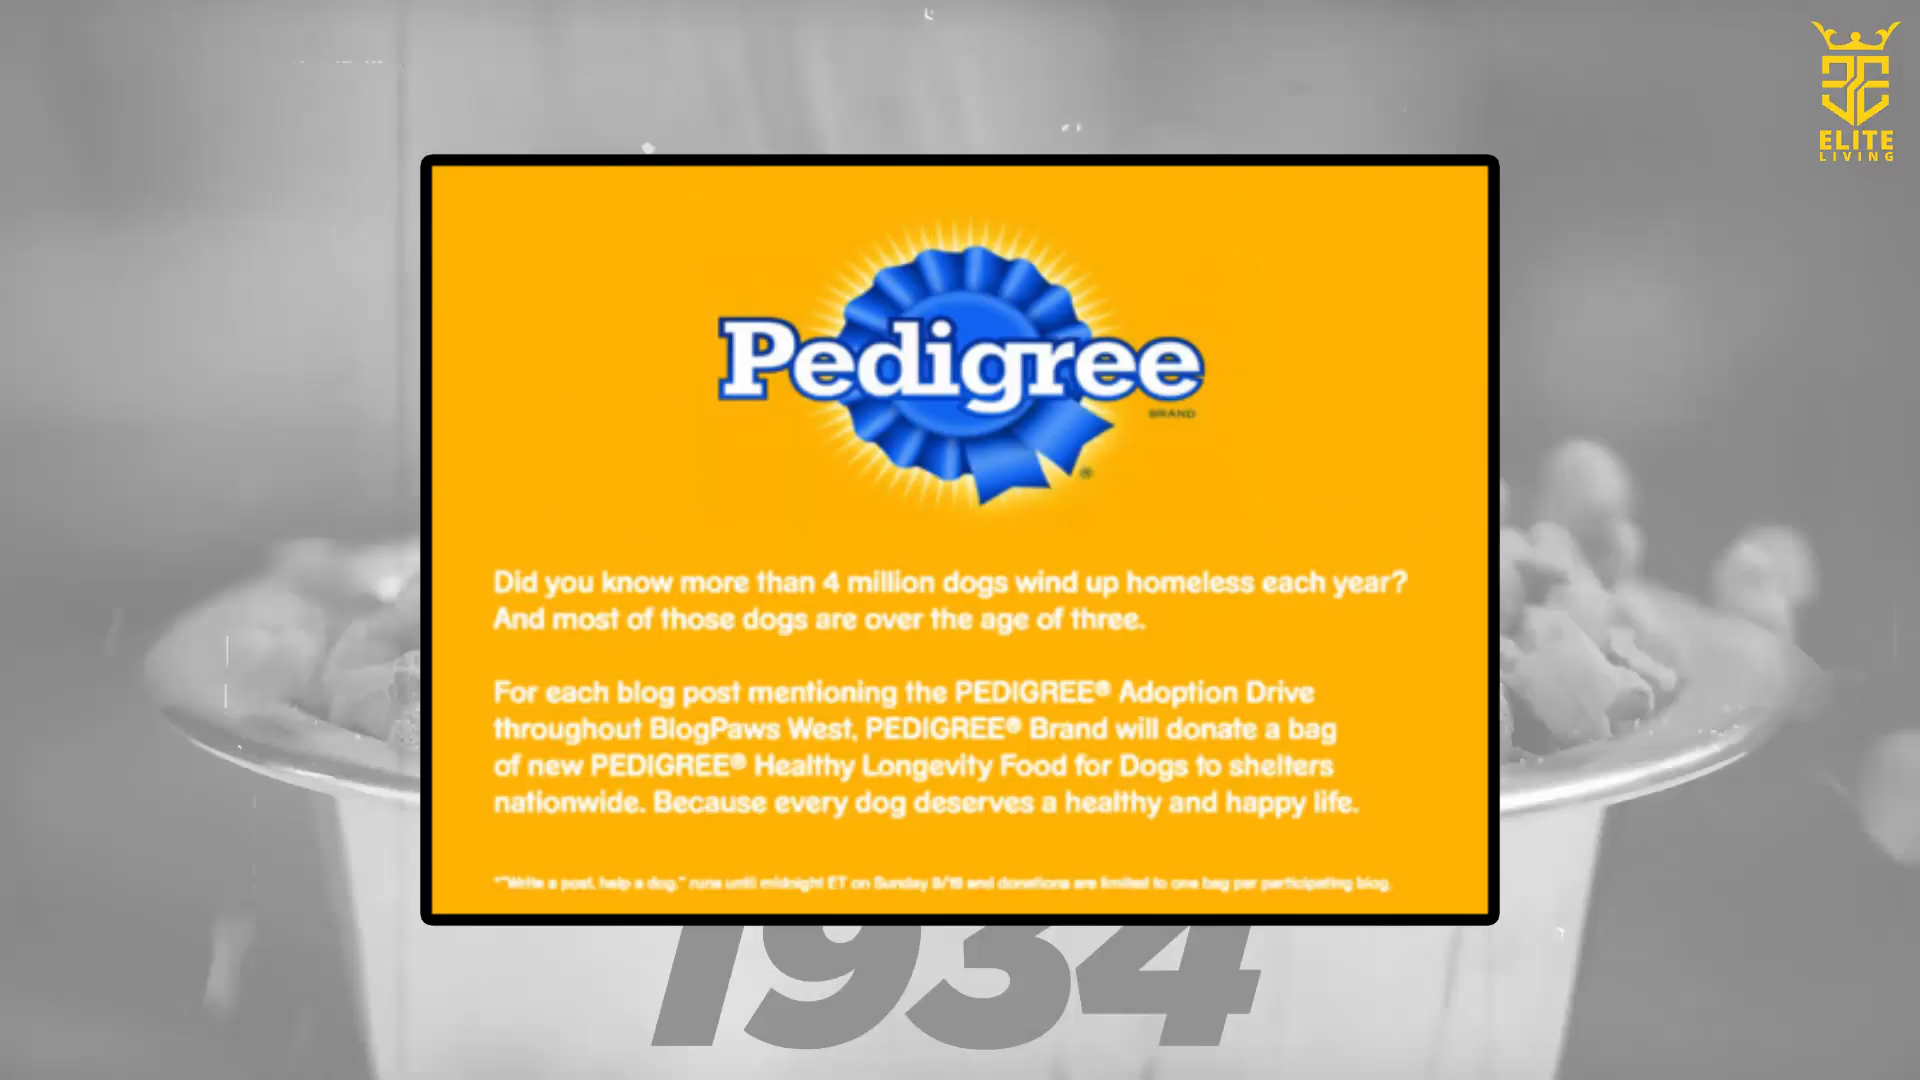 ELITE
LIVING
Pedigree
BRAND
®
Did you know more than 4 million dogs wind up homeless each year?
And most of those dogs are over the age of three.
For each blog post mentioning the PEDIGREE® Adoption Drive
throughout BlogPaws West, PEDIGREE® Brand will donate a bag
of new PEDIGREE® Healthy Longevity Food for Dogs to shelters
nationwide. Because every dog deserves a healthy and happy life.
"Write a post, help a dog." runs until midnight ET on Sunday and donations are limited to one bag per participating blog.
1934